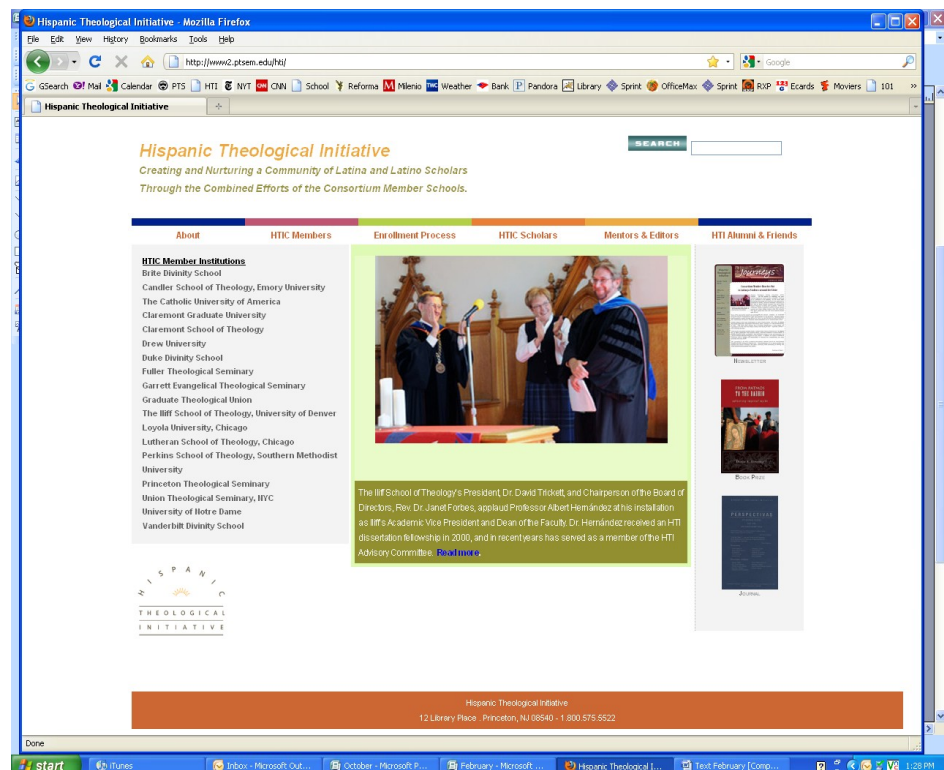 Hispanic Theological Initiative - Mozilla Firefox
File Edit View History Bookmarks Tools Help
http://www2.ptsem.edu/hti/
Google
GSearch Mail Calendar PTS HTI NYT CNN School Reforma Milenio Weather Bank Pandora Library Sprint OfficeMax Sprint RXP Ecards Moviers 101 »
Hispanic Theological Initiative
SEARCH
Hispanic Theological Initiative
Creating and Nurturing a Community of Latina and Latino Scholars
Through the Combined Efforts of the Consortium Member Schools.
About HTIC Members Enrollment Process HTIC Scholars Mentors & Editors HTI Alumni & Friends
HTIC Member Institutions
Brite Divinity School
Candler School of Theology, Emory University
The Catholic University of America
Claremont Graduate University
Claremont School of Theology
Drew University
Duke Divinity School
Fuller Theological Seminary
Garrett Evangelical Theological Seminary
Graduate Theological Union
The Iliff School of Theology, University of Denver
Loyola University, Chicago
Lutheran School of Theology, Chicago
Perkins School of Theology, Southern Methodist
University
Princeton Theological Seminary
Union Theological Seminary, NYC
University of Notre Dame
Vanderbilt Divinity School
The Iliff School of Theology's President, Dr. David Trickett, and Chairperson of the Board of
Directors, Rev. Dr. Janet Forbes, applaud Professor Albert Hernández at his installation
as Iliff's Academic Vice President and Dean of the Faculty. Dr. Hernández received an HTI
dissertation fellowship in 2000, and in recent years has served as a member of the HTI
Advisory Committee. Read more.
Journeys
NEWSLETTER
TO THE BARRIO
BOOK PRIZE
PERSPECTIVAS
JOURNAL
HISPANIC
THEOLOGICAL
INITIATIVE
Hispanic Theological Initiative
12 Library Place . Princeton, NJ 08540 - 1.800.575.5522
Done
start iTunes Inbox - Microsoft Out... October - Microsoft P... February - Microsoft ... Hispanic Theological I... Text February [Comp... 1:28 PM